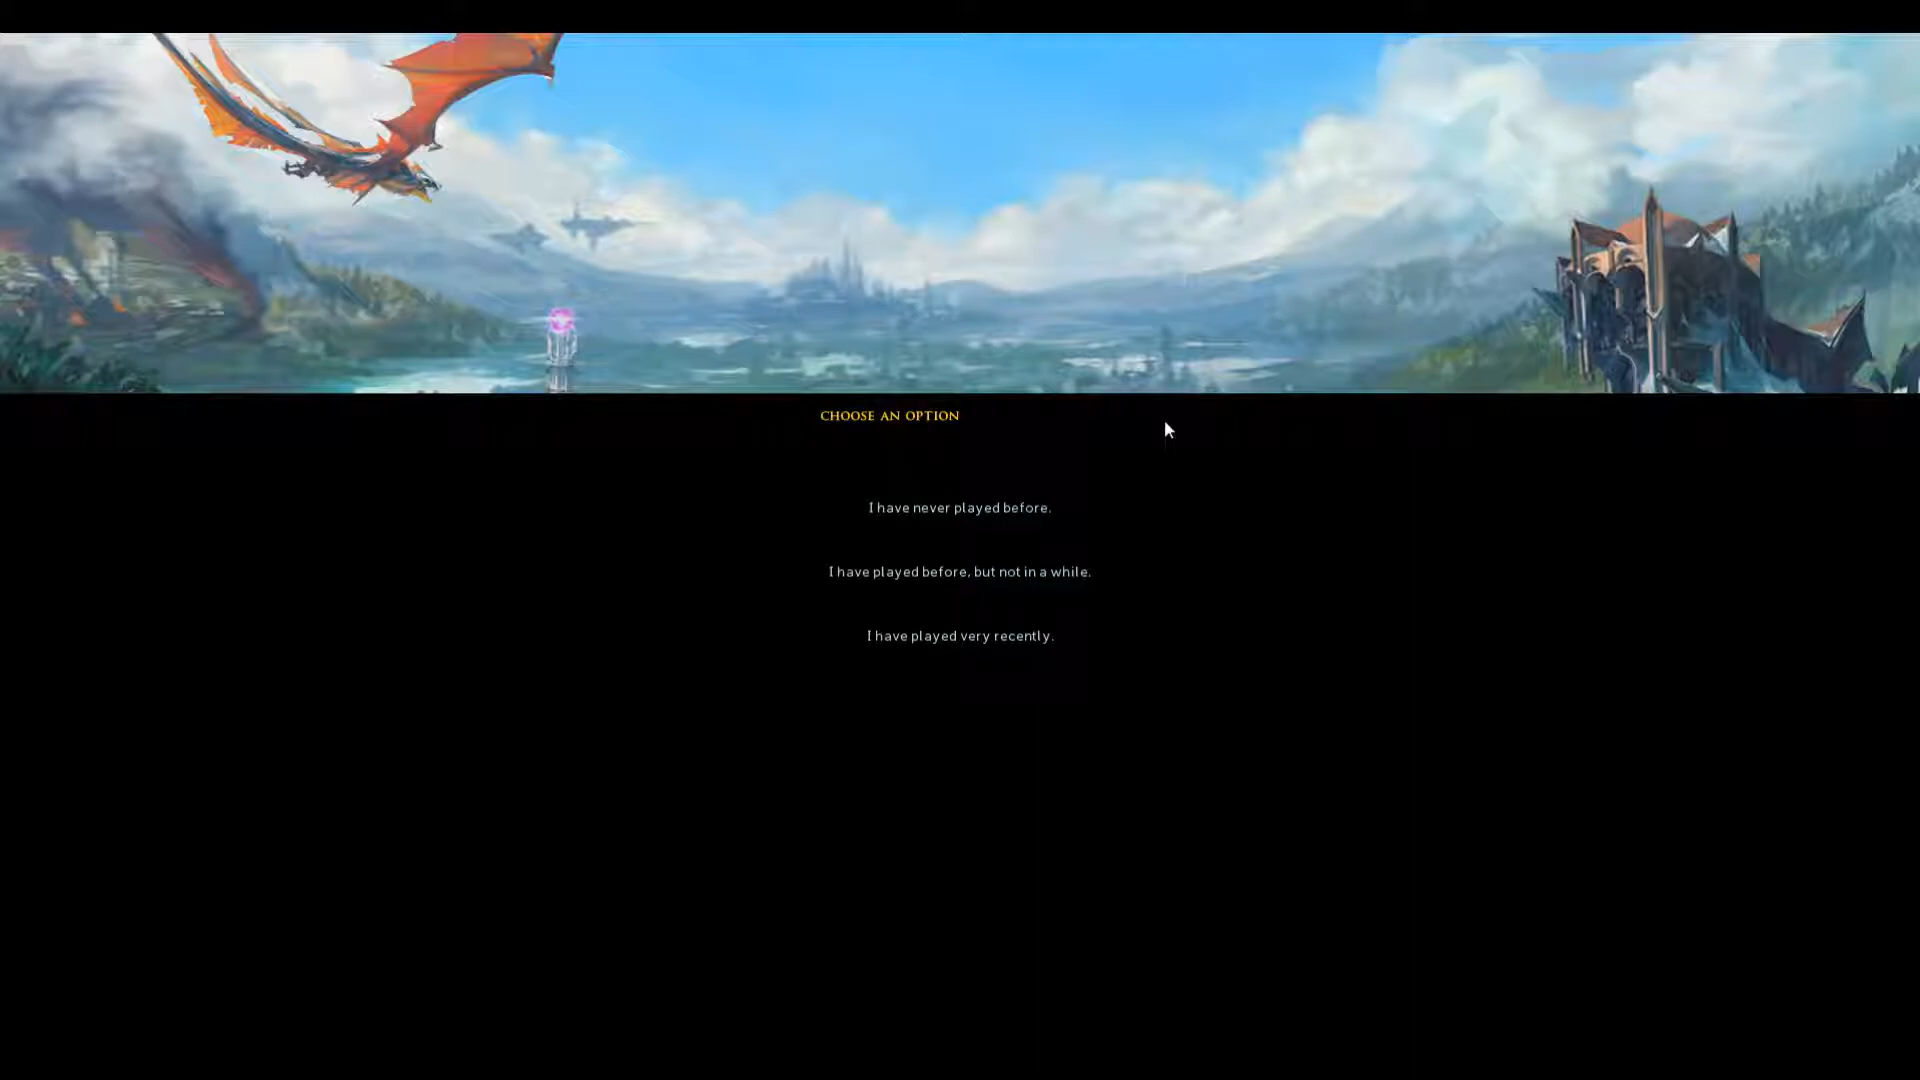 CHOOSE AN OPTION
I have never played before.
I have played before, but not in a while.
I have played very recently.